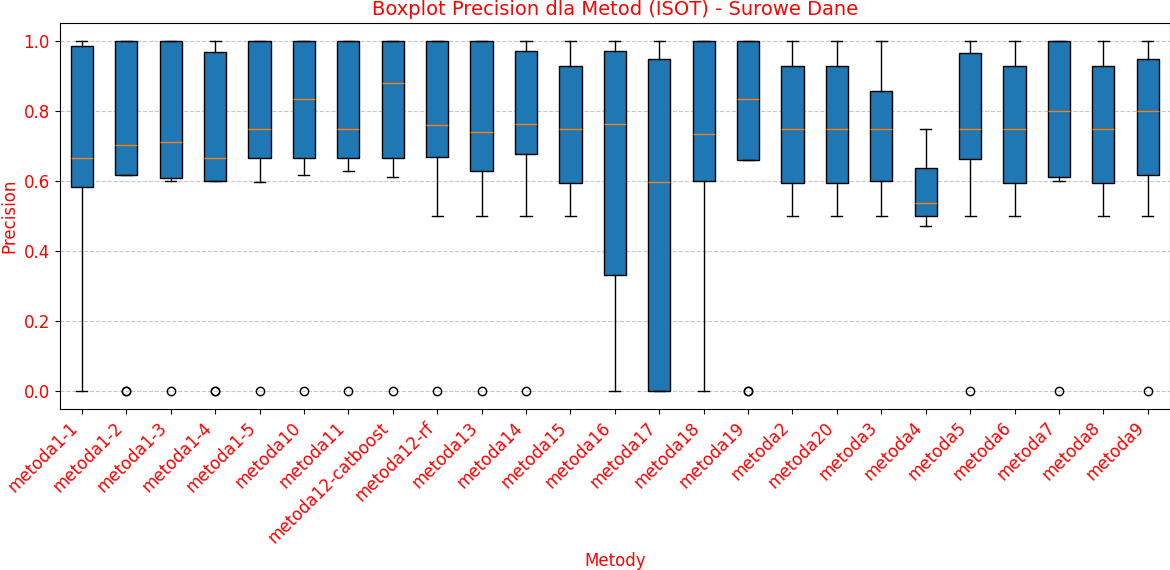 Boxplot Precision dla Metod (ISOT) - Surowe Dane
1.0
0.8
0.6
0.4
0.2
0.0
Precision
metoda1-1
metoda1-2
metoda1-3
metoda1-4
metoda1-5
metoda10
metoda11
metoda12-catboost
metoda12-rf
metoda13
metoda14
metoda15
metoda16
metoda17
metoda18
metoda19
metoda2
metoda20
metoda3
metoda4
metoda5
metoda6
metoda7
metoda8
metoda9
Metody